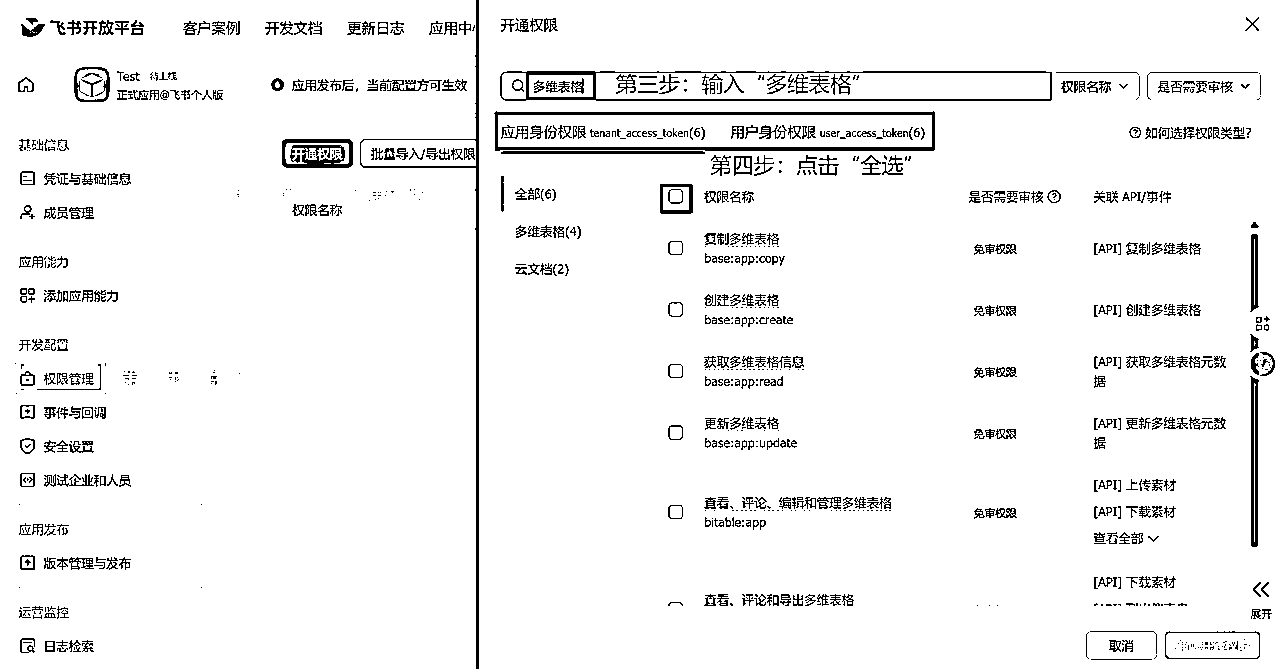 飞书开放平台 客户案例 开发文档 更新日志 应用中
Test 待上线
正式应用@飞书个人版
应用发布后，当前配置方可生效
基础信息
凭证与基础信息
成员管理
应用能力
添加应用能力
开发配置
权限管理
事件与回调
安全设置
测试企业和人员
应用发布
版本管理与发布
运营监控
日志检索
开通权限 批量导入/导出权限
权限名称
开通权限
多维表格 第三步：输入“多维表格” 权限名称 是否需要审核
应用身份权限 tenant_access_token(6) 用户身份权限 user_access_token(6) 如何选择权限类型?
第四步：点击“全选”
全部(6)
多维表格(4)
云文档(2)
权限名称 是否需要审核 关联 API/事件
复制多维表格 免审权限 [API] 复制多维表格
base:app:copy
创建多维表格 免审权限 [API] 创建多维表格
base:app:create
获取多维表格信息 免审权限 [API] 获取多维表格元数
base:app:read 据
更新多维表格 免审权限 [API] 更新多维表格元数
base:app:update 据
[API] 上传素材
查看、评论、编辑和管理多维表格 免审权限 [API] 下载素材
bitable:app
查看全部
[API] 下载素材
查看、评论和导出多维表格
展开
取消